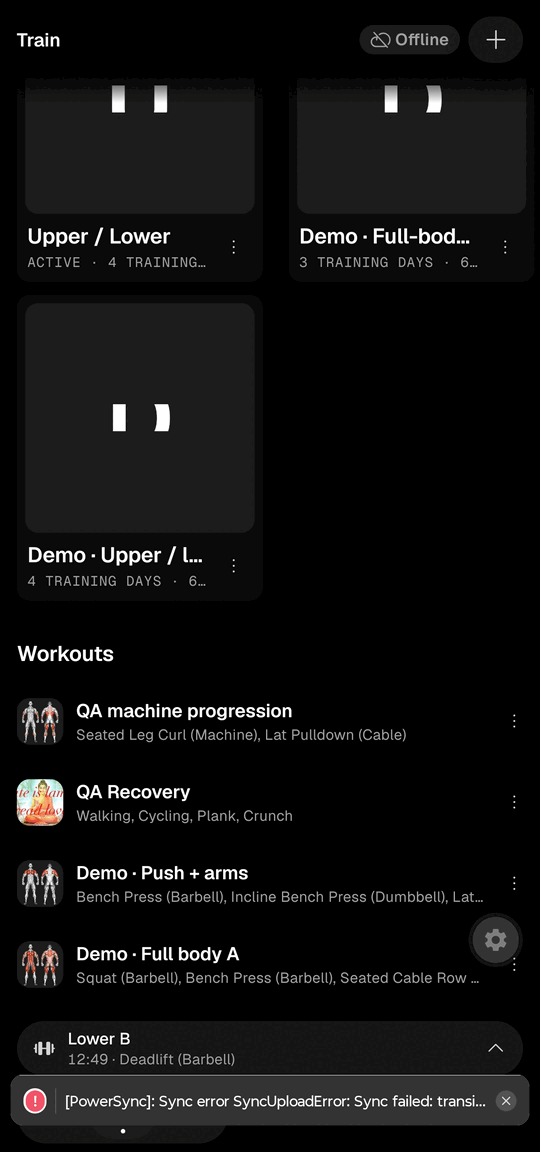 Train
Offline
Upper / Lower
ACTIVE · 4 TRAINING…
Demo · Full-bod…
3 TRAINING DAYS · 6…
Demo · Upper / l…
4 TRAINING DAYS · 6…
Workouts
QA machine progression
Seated Leg Curl (Machine), Lat Pulldown (Cable)
QA Recovery
Walking, Cycling, Plank, Crunch
Demo · Push + arms
Bench Press (Barbell), Incline Bench Press (Dumbbell), Lat…
Demo · Full body A
Squat (Barbell), Bench Press (Barbell), Seated Cable Row …
Lower B
12:49 · Deadlift (Barbell)
[PowerSync]: Sync error SyncUploadError: Sync failed: transi…